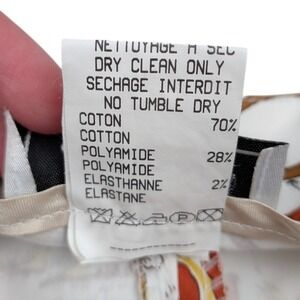 NETTOYAGE A SEC
DRY CLEAN ONLY
SECHAGE INTERDIT
NO TUMBLE DRY
COTON 70%
COTTON
POLYAMIDE 28%
POLYAMIDE
ELASTHANNE 2%
ELASTANE
P